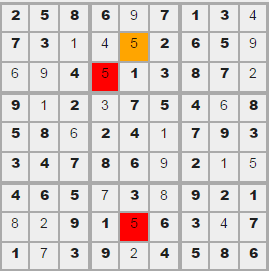 2 5 8 6 9 7 1 3 4
7 3 1 4 5 2 6 5 9
6 9 4 5 1 3 8 7 2
9 1 2 3 7 5 4 6 8
5 8 6 2 4 1 7 9 3
3 4 7 8 6 9 2 1 5
4 6 5 7 3 8 9 2 1
8 2 9 1 5 6 3 4 7
1 7 3 9 2 4 5 8 6